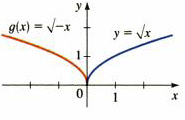 y
g(x) = √-x
y = √x
1
0
1
x